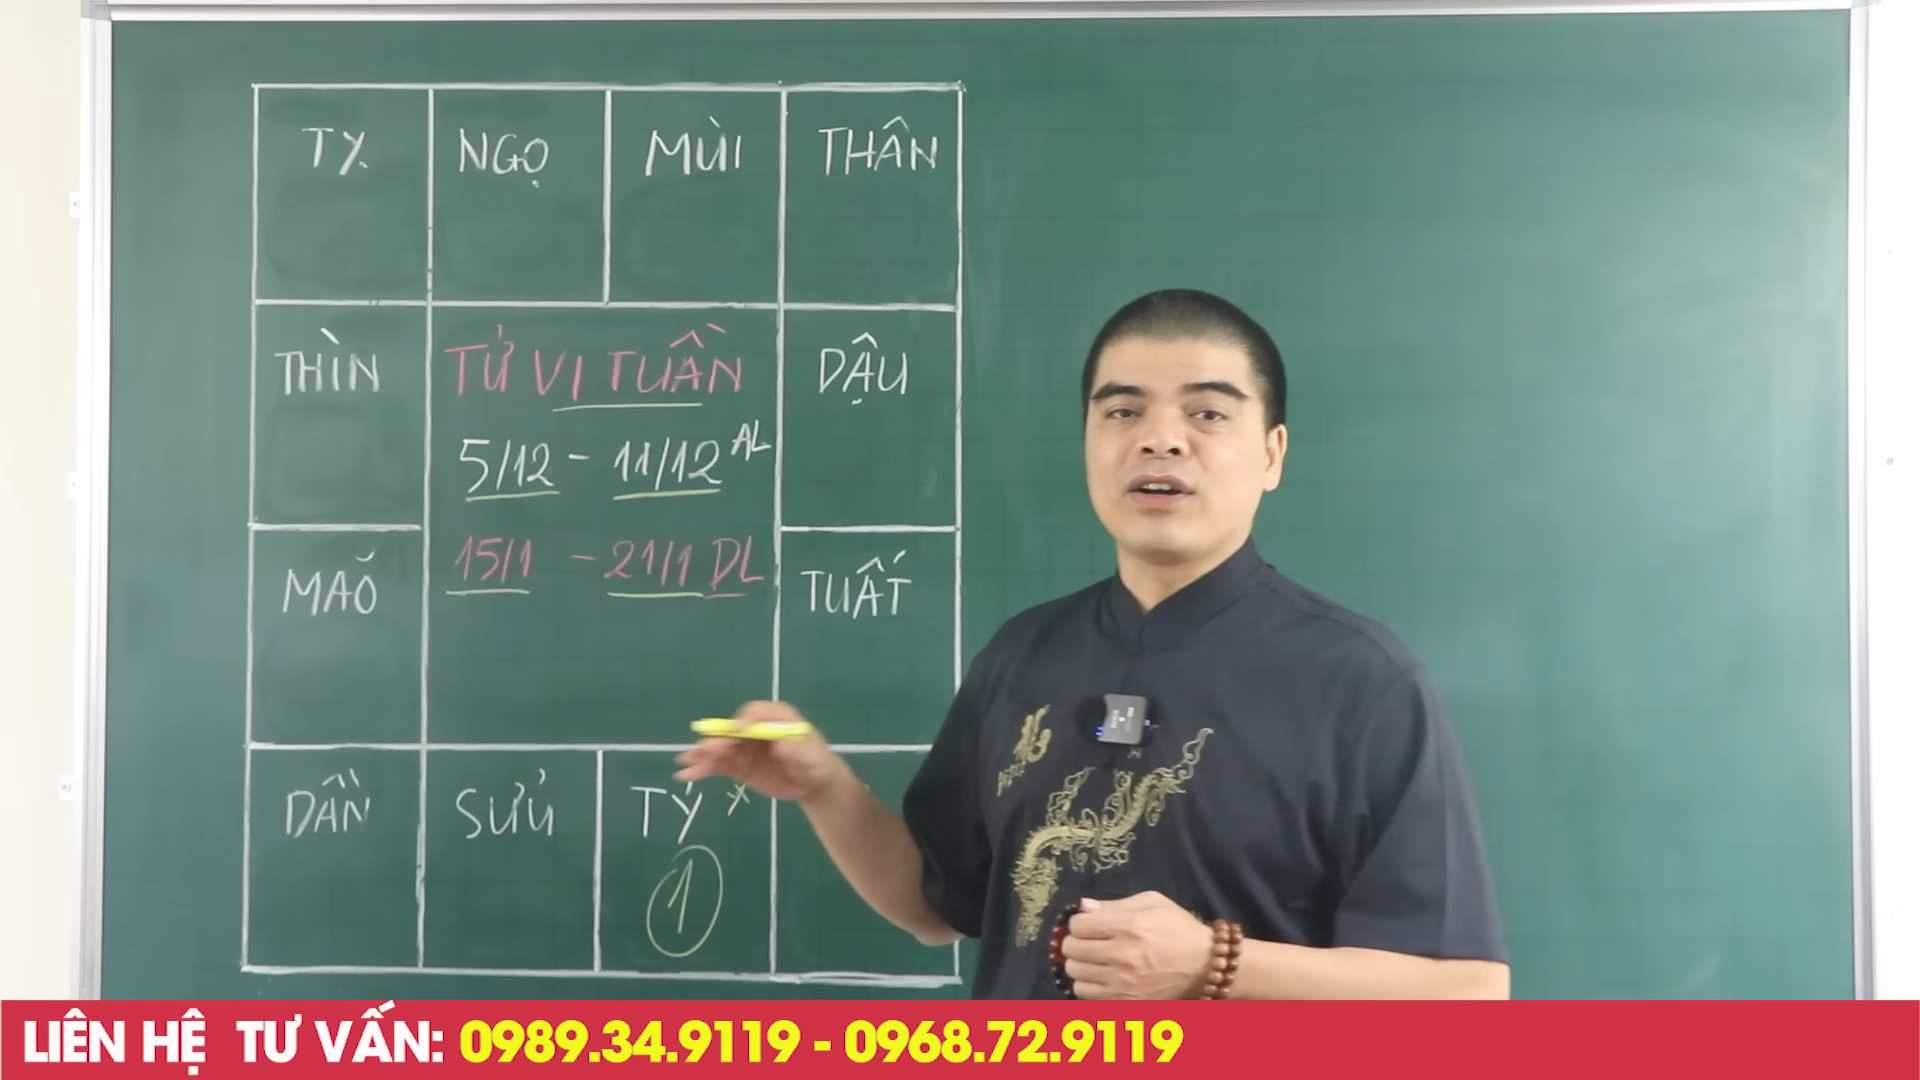 TỴ NGỌ MÙI THÂN
THÌN TỬ VI TUẦN DẬU
5/12 - 11/12 AL
15/1 - 21/1 DL
MAÕ TUẤT
DẦN SỬU TÝ
1
LIÊN HỆ TƯ VẤN: 0989.34.9119 - 0968.72.9119